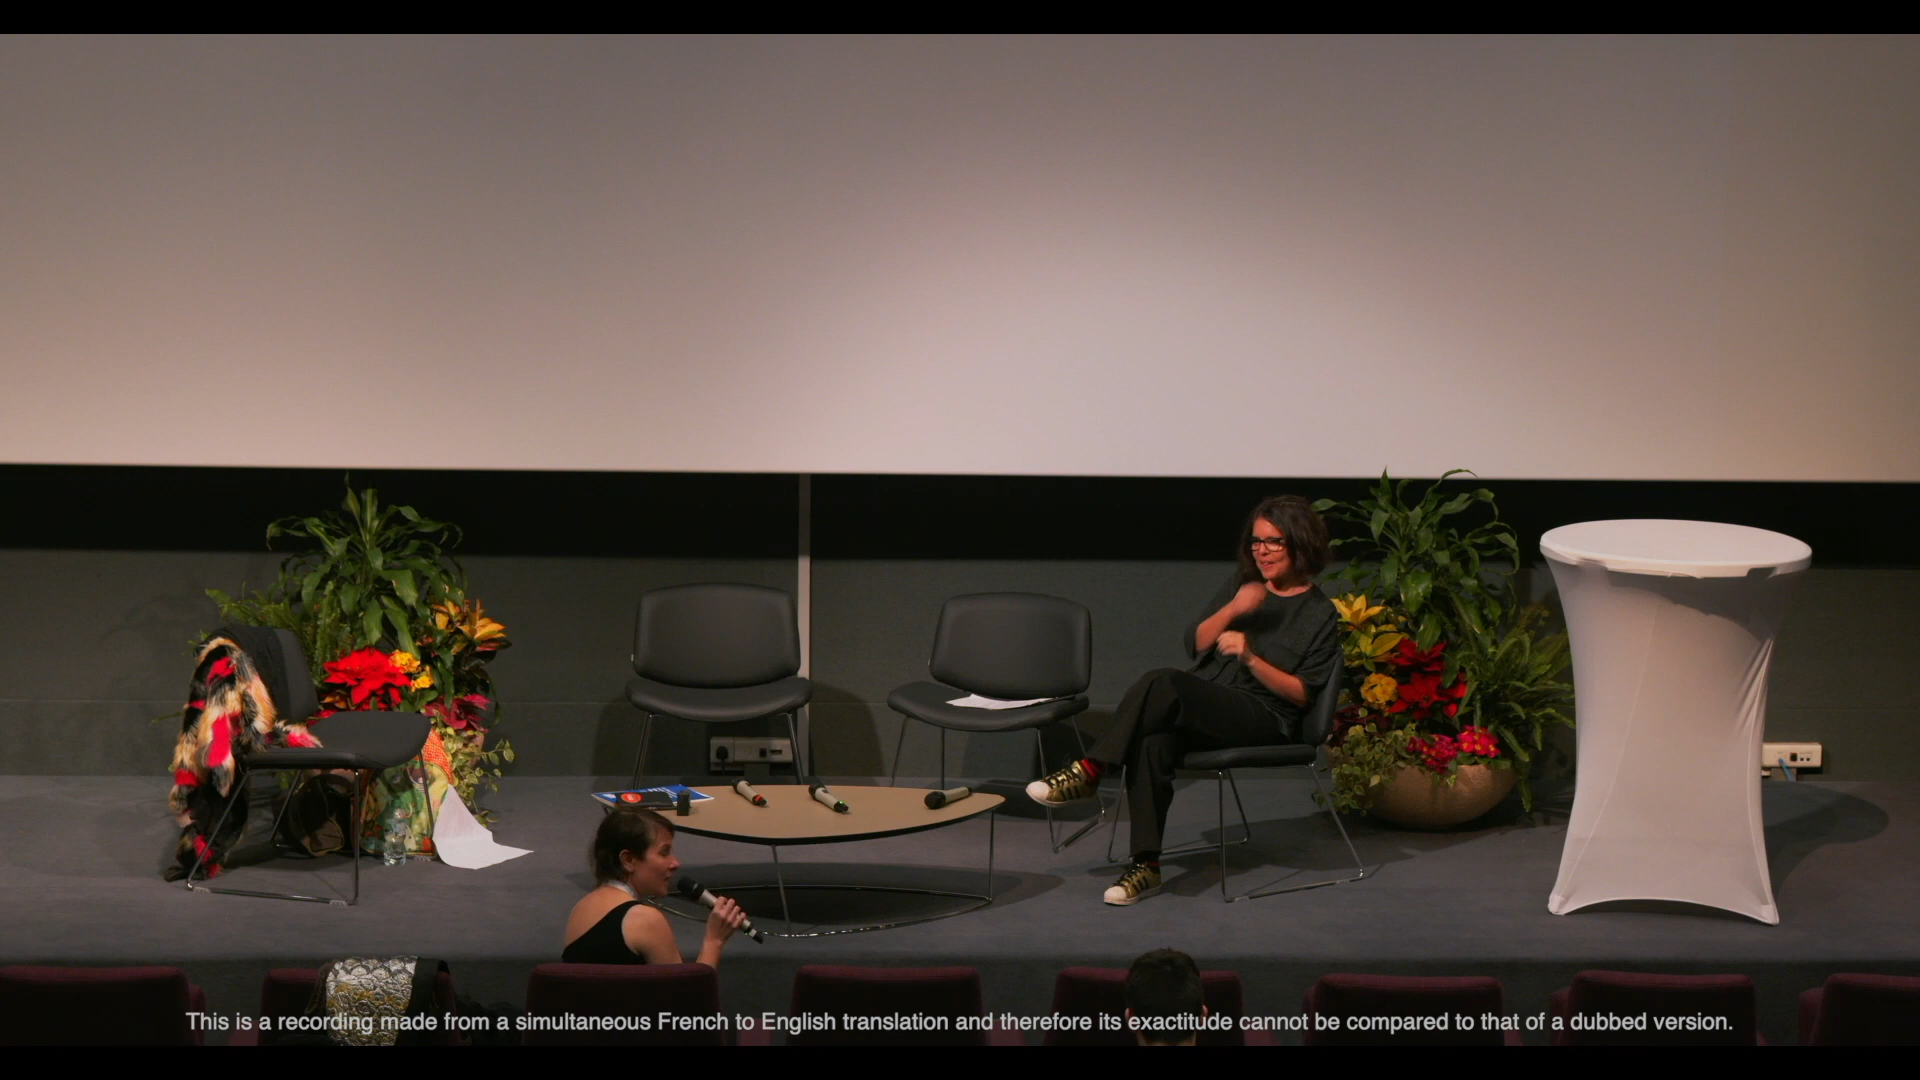 This is a recording made from a simultaneous French to English translation and therefore its exactitude cannot be compared to that of a dubbed version.